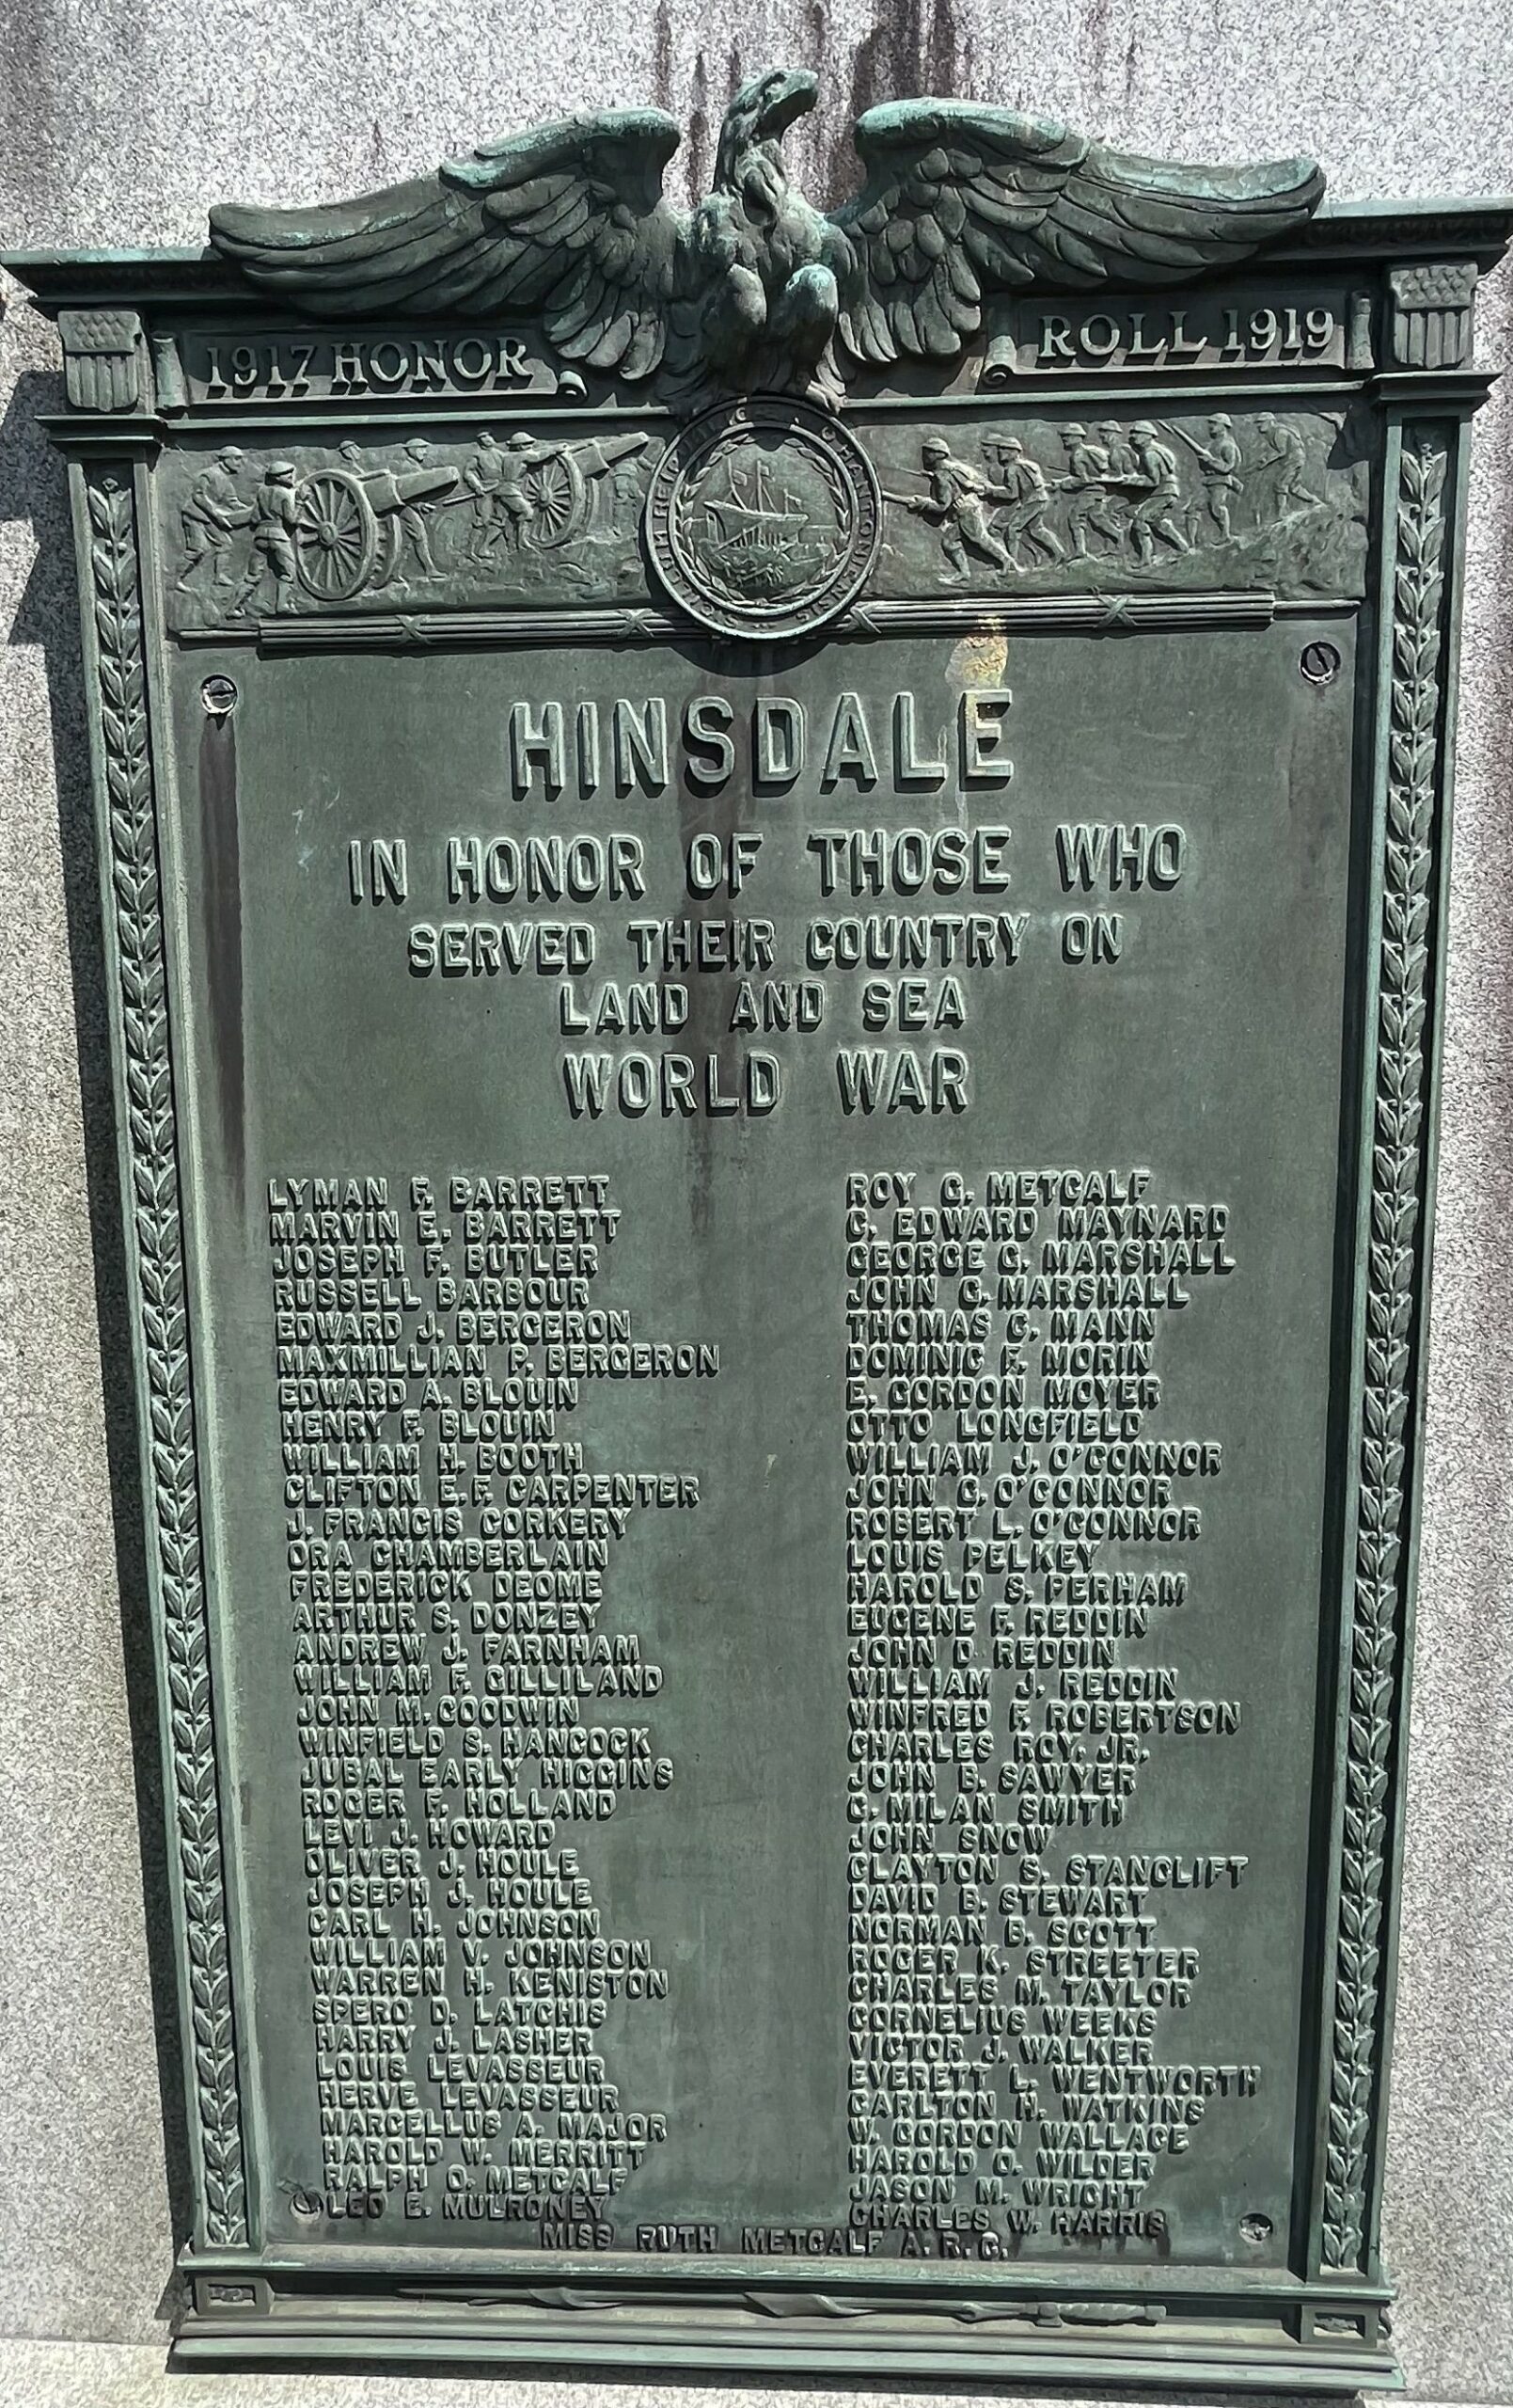 1917 HONOR ROLL 1919
HINSDALE
IN HONOR OF THOSE WHO
SERVED THEIR COUNTRY ON
LAND AND SEA
WORLD WAR
LYMAN F. BARRETT
MARVIN E. BARRETT
JOSEPH F. BUTLER
RUSSELL BARBOUR
EDWARD J. BERGERON
MAXMILLIAN P. BERGERON
EDWARD A. BLOUIN
HENRY F. BLOUIN
WILLIAM H. BOOTH
CLIFTON E. F. CARPENTER
J. FRANCIS CORKERY
ORA CHAMBERLAIN
FREDERICK DEOME
ARTHUR S. DONZEY
ANDREW J. FARNHAM
WILLIAM F. GILLILAND
JOHN M. GOODWIN
WINFIELD S. HANCOCK
JUBAL EARLY HIGGINS
ROGER F. HOLLAND
LEVI J. HOWARD
OLIVER J. HOULE
JOSEPH J. HOULE
CARL H. JOHNSON
WILLIAM V. JOHNSON
WARREN H. KENISTON
SPERO D. LATCHIS
HARRY J. LASHER
LOUIS LEVASSEUR
HERVE LEVASSEUR
MARCELLUS A. MAJOR
HAROLD W. MERRITT
RALPH O. METCALF
LEO E. MULRONEY
ROY G. METCALF
C. EDWARD MAYNARD
GEORGE G. MARSHALL
JOHN G. MARSHALL
THOMAS C. MANN
DOMINIC F. MORIN
E. GORDON MOYER
OTTO LONGFIELD
WILLIAM J. O'CONNOR
JOHN C. O'CONNOR
ROBERT L. O'CONNOR
LOUIS PELKEY
HAROLD S. PERHAM
EUGENE F. REDDIN
JOHN D REDDIN
WILLIAM J. REDDIN
WINFRED F. ROBERTSON
CHARLES ROY, JR.
JOHN B. SAWYER
C. MILAN SMITH
JOHN SNOW
CLAYTON S. STANCLIFT
DAVID B. STEWART
NORMAN B. SCOTT
ROGER K. STREETER
CHARLES M. TAYLOR
CORNELIUS WEEKS
VICTOR J. WALKER
EVERETT L. WENTWORTH
CARLTON H. WATKINS
W. GORDON WALLACE
HAROLD O. WILDER
JASON M. WRIGHT
CHARLES W. HARRIS
MISS RUTH METCALF A. R. C.